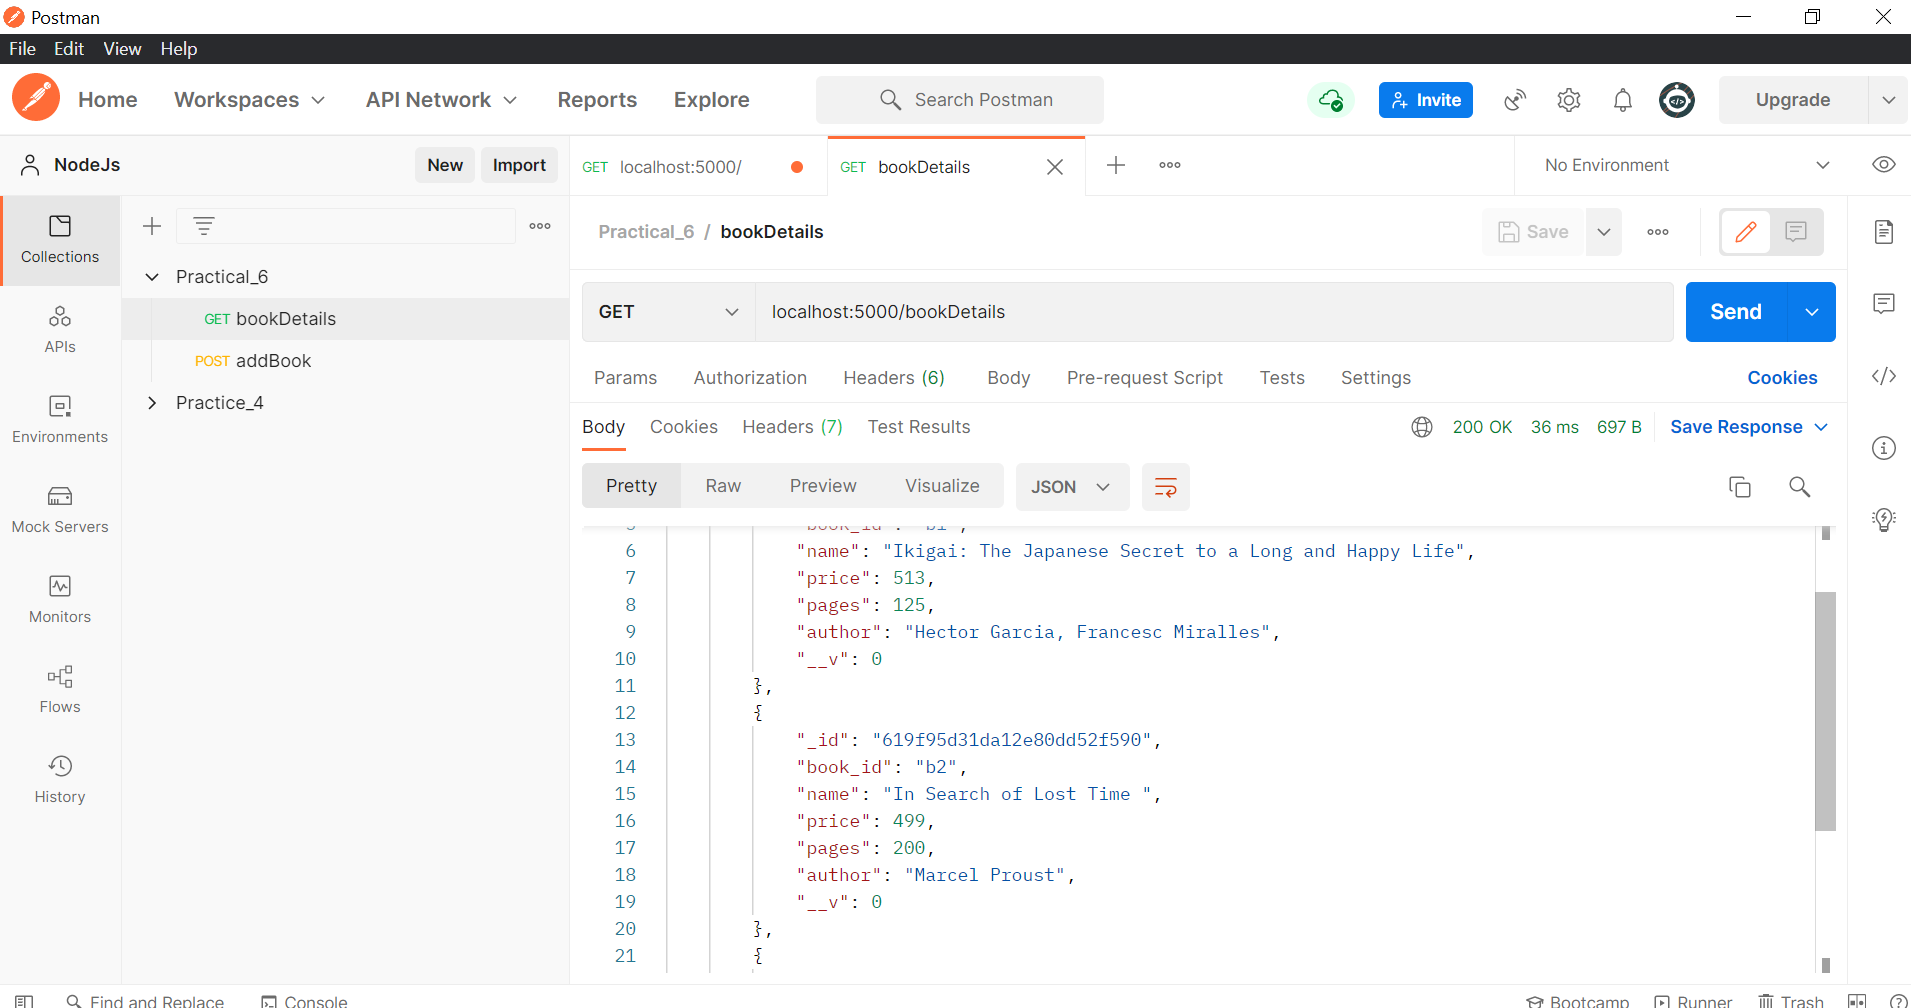 Postman
File Edit View Help
Home Workspaces API Network Reports Explore Search Postman Invite Upgrade
NodeJs New Import GET localhost:5000/ GET bookDetails No Environment
Practical_6 / bookDetails Save
Collections
Practical_6
GET bookDetails
POST addBook
Practice_4
APIs
Environments
Mock Servers
Monitors
Flows
History
GET localhost:5000/bookDetails Send
Params Authorization Headers (6) Body Pre-request Script Tests Settings Cookies
Body Cookies Headers (7) Test Results 200 OK 36 ms 697 B Save Response
Pretty Raw Preview Visualize JSON
5 "book_id": "b1",
6 "name": "Ikigai: The Japanese Secret to a Long and Happy Life",
7 "price": 513,
8 "pages": 125,
9 "author": "Hector Garcia, Francesc Miralles",
10 "__v": 0
11 },
12 {
13 "_id": "619f95d31da12e80dd52f590",
14 "book_id": "b2",
15 "name": "In Search of Lost Time ",
16 "price": 499,
17 "pages": 200,
18 "author": "Marcel Proust",
19 "__v": 0
20 },
21 {
Find and Replace Console Bootcamp Runner Trash